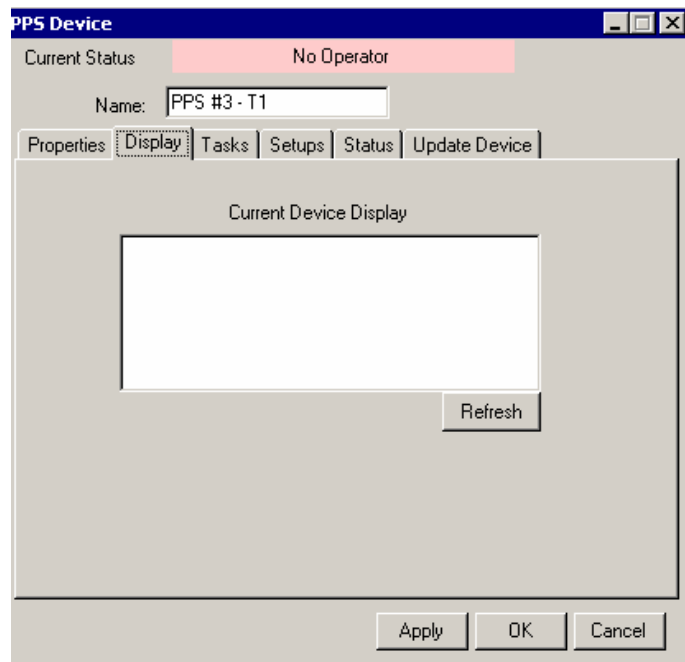 PPS Device
Current Status No Operator
Name: PPS #3 - T1
Properties Display Tasks Setups Status Update Device
Current Device Display
Refresh
Apply OK Cancel